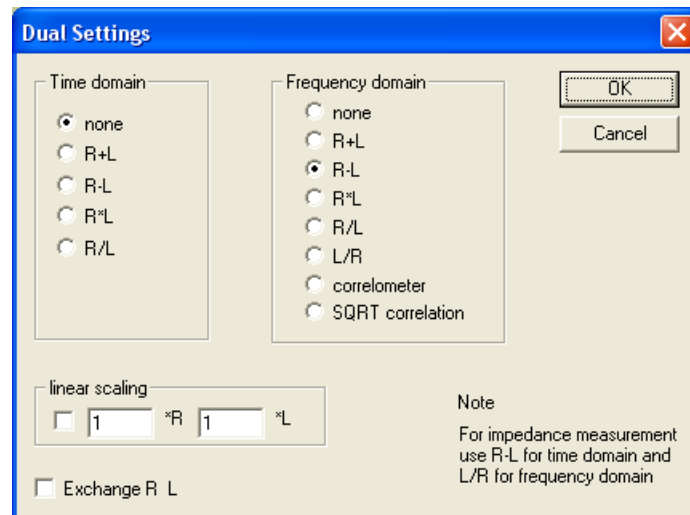 Dual Settings
Time domain
none
R+L
R-L
R*L
R/L
Frequency domain
none
R+L
R-L
R*L
R/L
L/R
correlometer
SQRT correlation
OK
Cancel
linear scaling
1 *R 1 *L
Exchange R L
Note
For impedance measurement
use R-L for time domain and
L/R for frequency domain